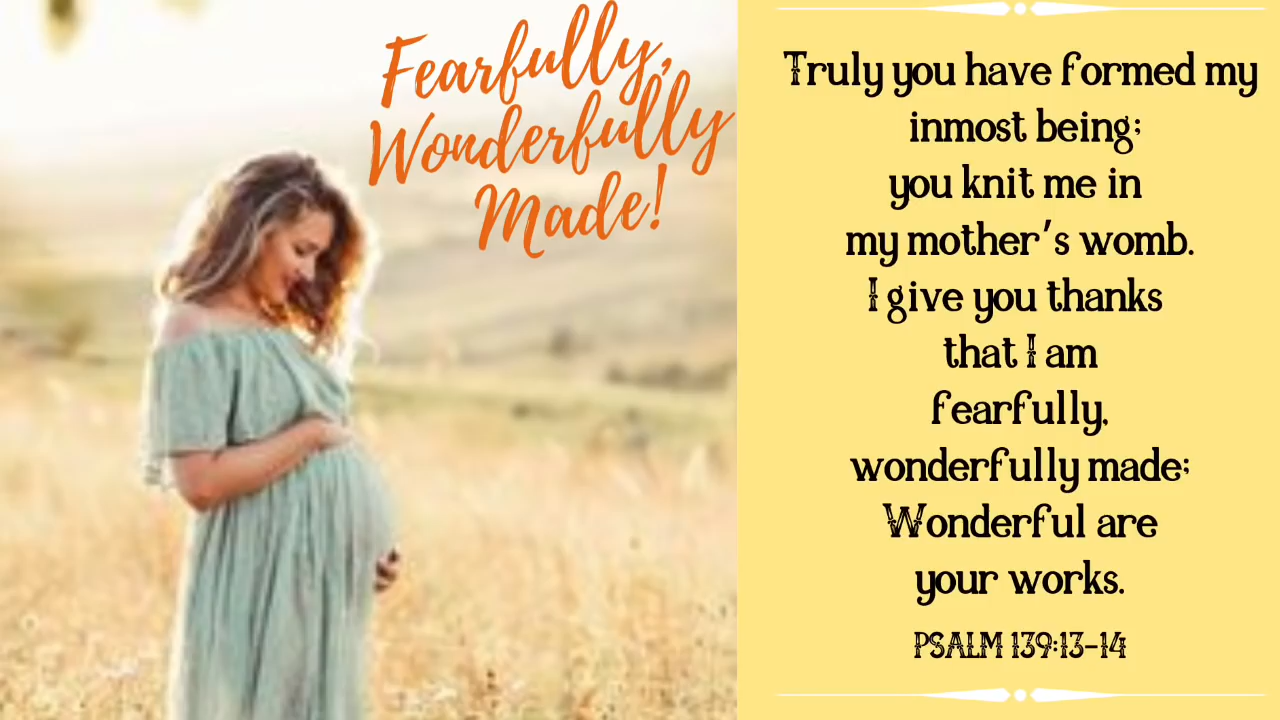 Fearfully,
Wonderfully
Made!
Truly you have formed my
inmost being;
you knit me in
my mother's womb.
I give you thanks
that I am
fearfully,
wonderfully made;
Wonderful are
your works.
PSALM 139:13-14